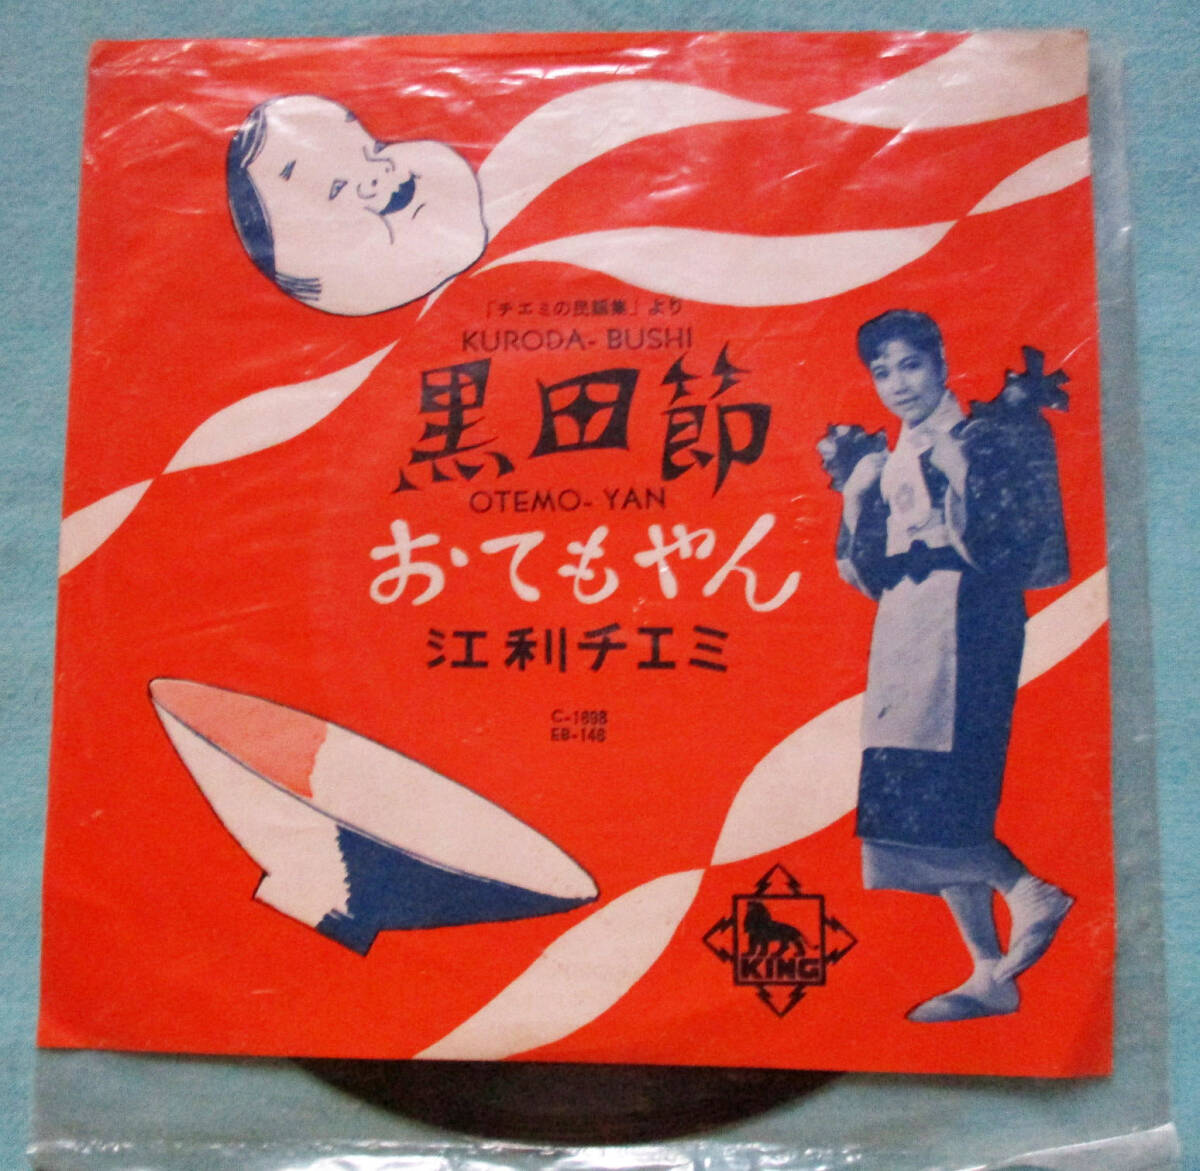 「チエミの民謡集」より
KURODA-BUSHI
黒田節
OTEMO-YAN
おてもやん
江利チエミ
C-1698
EB-146
KING